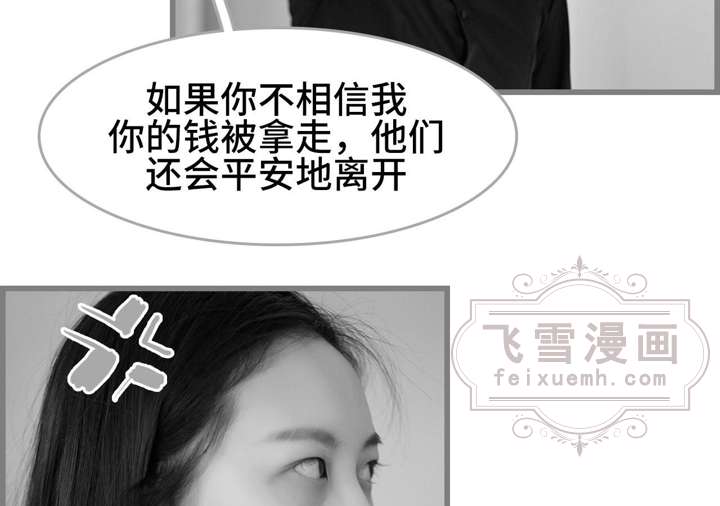 如果你不相信我
你的钱被拿走，他们
还会平安地离开
飞雪漫画
feixuemh.com